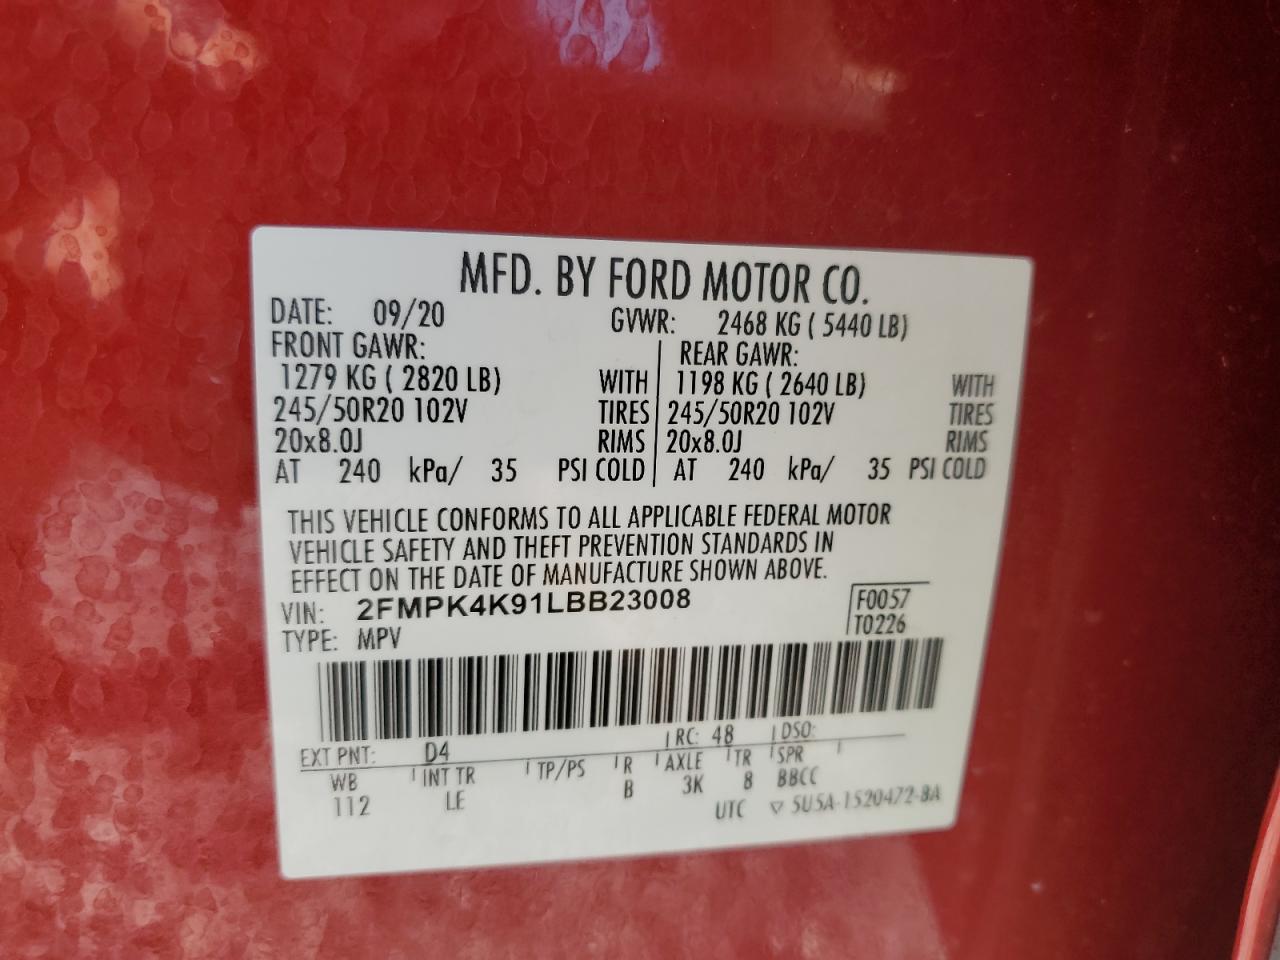 MFD. BY FORD MOTOR CO.
DATE: 09/20 GVWR: 2468 KG ( 5440 LB)
FRONT GAWR: REAR GAWR:
1279 KG ( 2820 LB) WITH 1198 KG ( 2640 LB) WITH
245/50R20 102V TIRES 245/50R20 102V TIRES
20x8.0J RIMS 20x8.0J RIMS
AT 240 kPa/ 35 PSI COLD AT 240 kPa/ 35 PSI COLD
THIS VEHICLE CONFORMS TO ALL APPLICABLE FEDERAL MOTOR
VEHICLE SAFETY AND THEFT PREVENTION STANDARDS IN
EFFECT ON THE DATE OF MANUFACTURE SHOWN ABOVE.
VIN: 2FMPK4K91LBB23008 F0057
TYPE: MPV T0226
EXT PNT: D4 RC: 48 DSO:
WB INT TR TP/PS R AXLE TR SPR
112 LE B 3K 8 BBCC
UTC ▽ 5U5A-1520472-BA